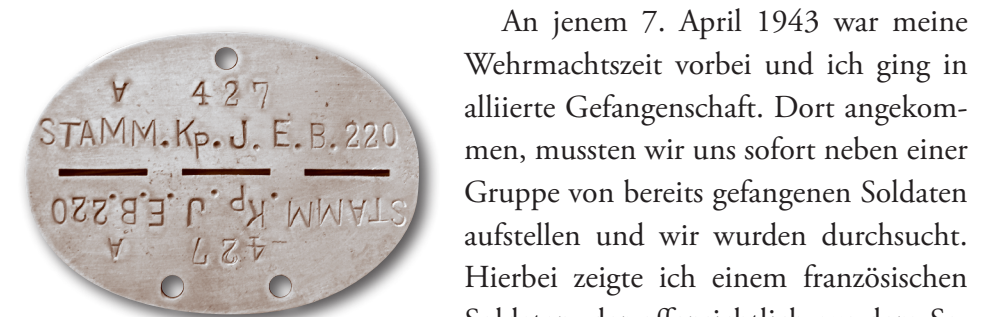 A 427
STAMM.Kp.J.E.B.220
STAMM.Kp.J.E.B.220
A 427
An jenem 7. April 1943 war meine
Wehrmachtszeit vorbei und ich ging in
alliierte Gefangenschaft. Dort angekom-
men, mussten wir uns sofort neben einer
Gruppe von bereits gefangenen Soldaten
aufstellen und wir wurden durchsucht.
Hierbei zeigte ich einem französischen